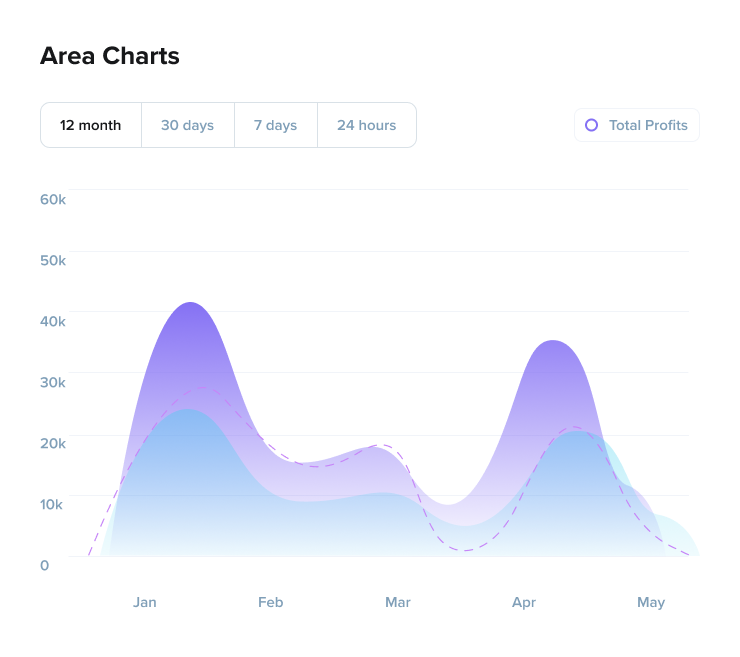 Area Charts
12 month 30 days 7 days 24 hours Total Profits
60k
50k
40k
30k
20k
10k
0
Jan Feb Mar Apr May